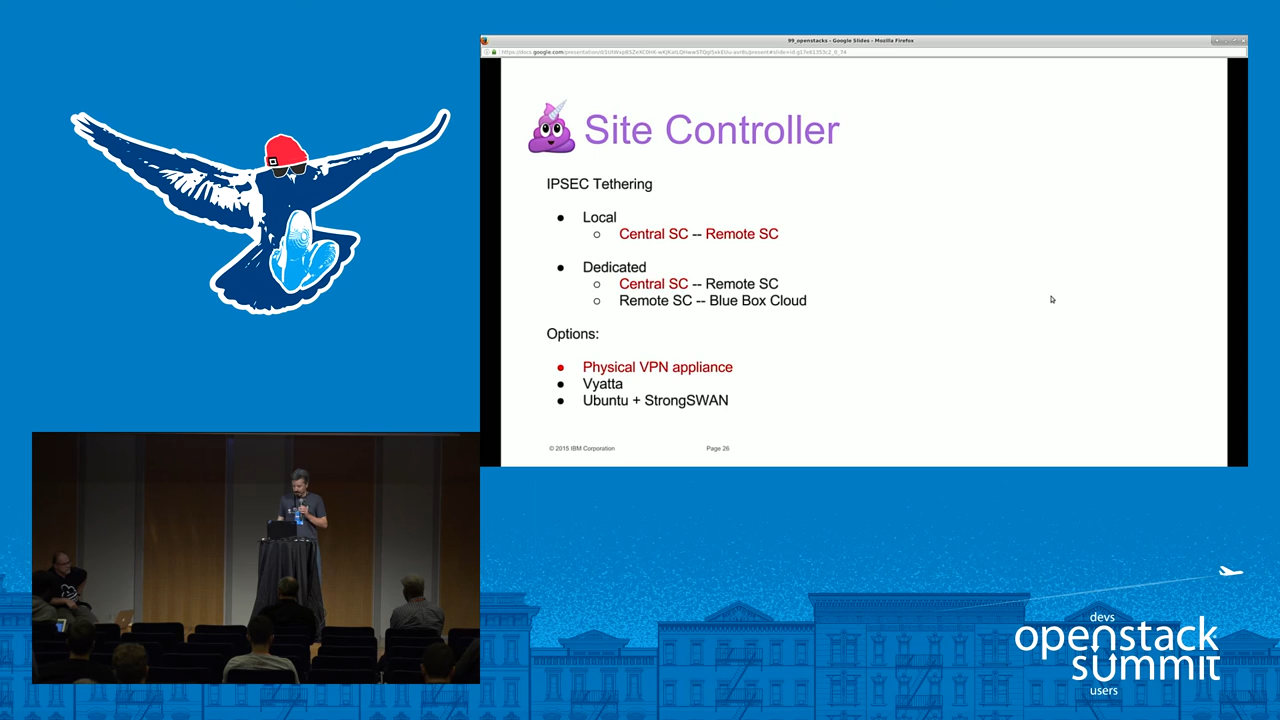 99_openstacks - Google Slides - Mozilla Firefox
Site Controller
IPSEC Tethering
● Local
○ Central SC -- Remote SC
● Dedicated
○ Central SC -- Remote SC
○ Remote SC -- Blue Box Cloud
Options:
● Physical VPN appliance
● Vyatta
● Ubuntu + StrongSWAN
© 2015 IBM Corporation
Page 26
devs
openstack
summit
users